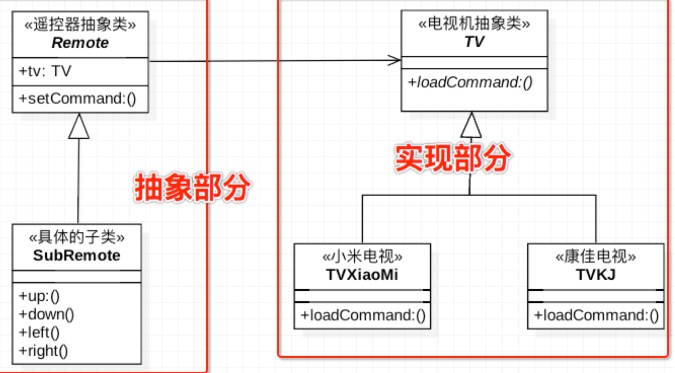 «遥控器抽象类»
Remote
+tv: TV
+setCommand:()
«电视机抽象类»
TV
+loadCommand:()
抽象部分
实现部分
«具体的子类»
SubRemote
+up:()
+down()
+left()
+right()
«小米电视»
TVXiaoMi
+loadCommand:()
«康佳电视»
TVKJ
+loadCommand:()